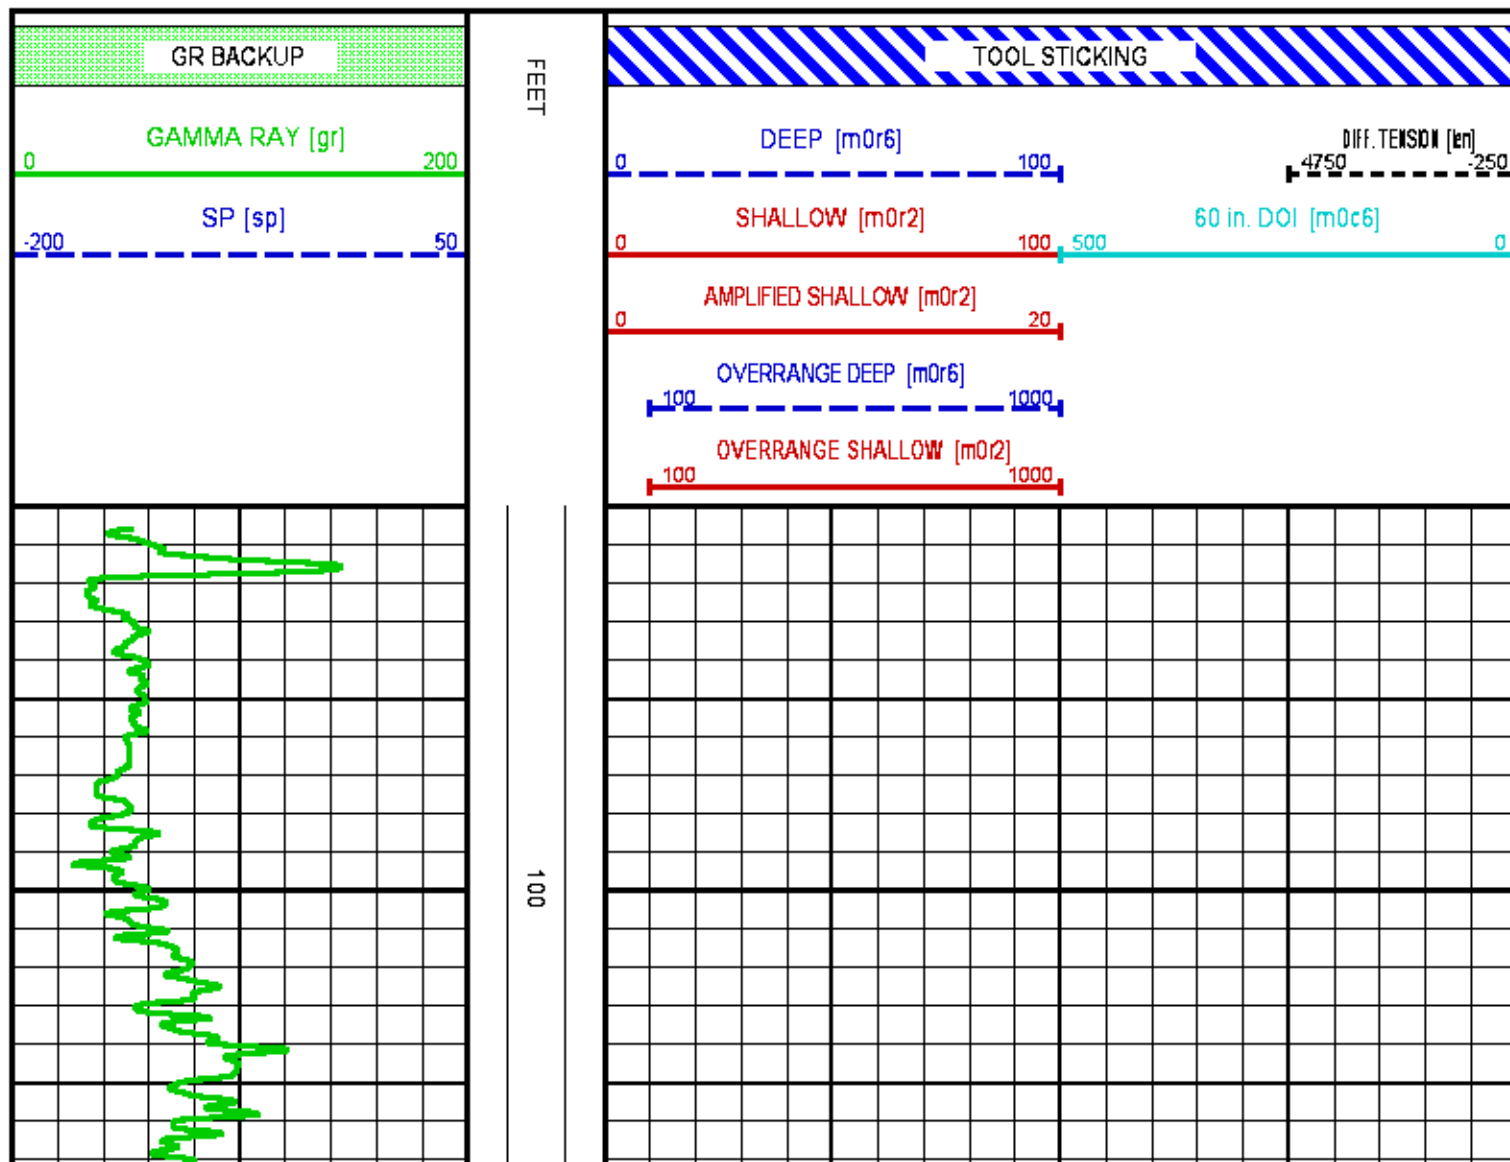 GR BACKUP
FEET
TOOL STICKING
GAMMA RAY [gr]
0 200
SP [sp]
-200 50
DEEP [m0r6]
0 100
DIFF. TENSION [ten]
4750 -250
SHALLOW [m0r2]
0 100
60 in. DOI [m0c6]
500 0
AMPLIFIED SHALLOW [m0r2]
0 20
OVERRANGE DEEP [m0r6]
100 1000
OVERRANGE SHALLOW [m0r2]
100 1000
100